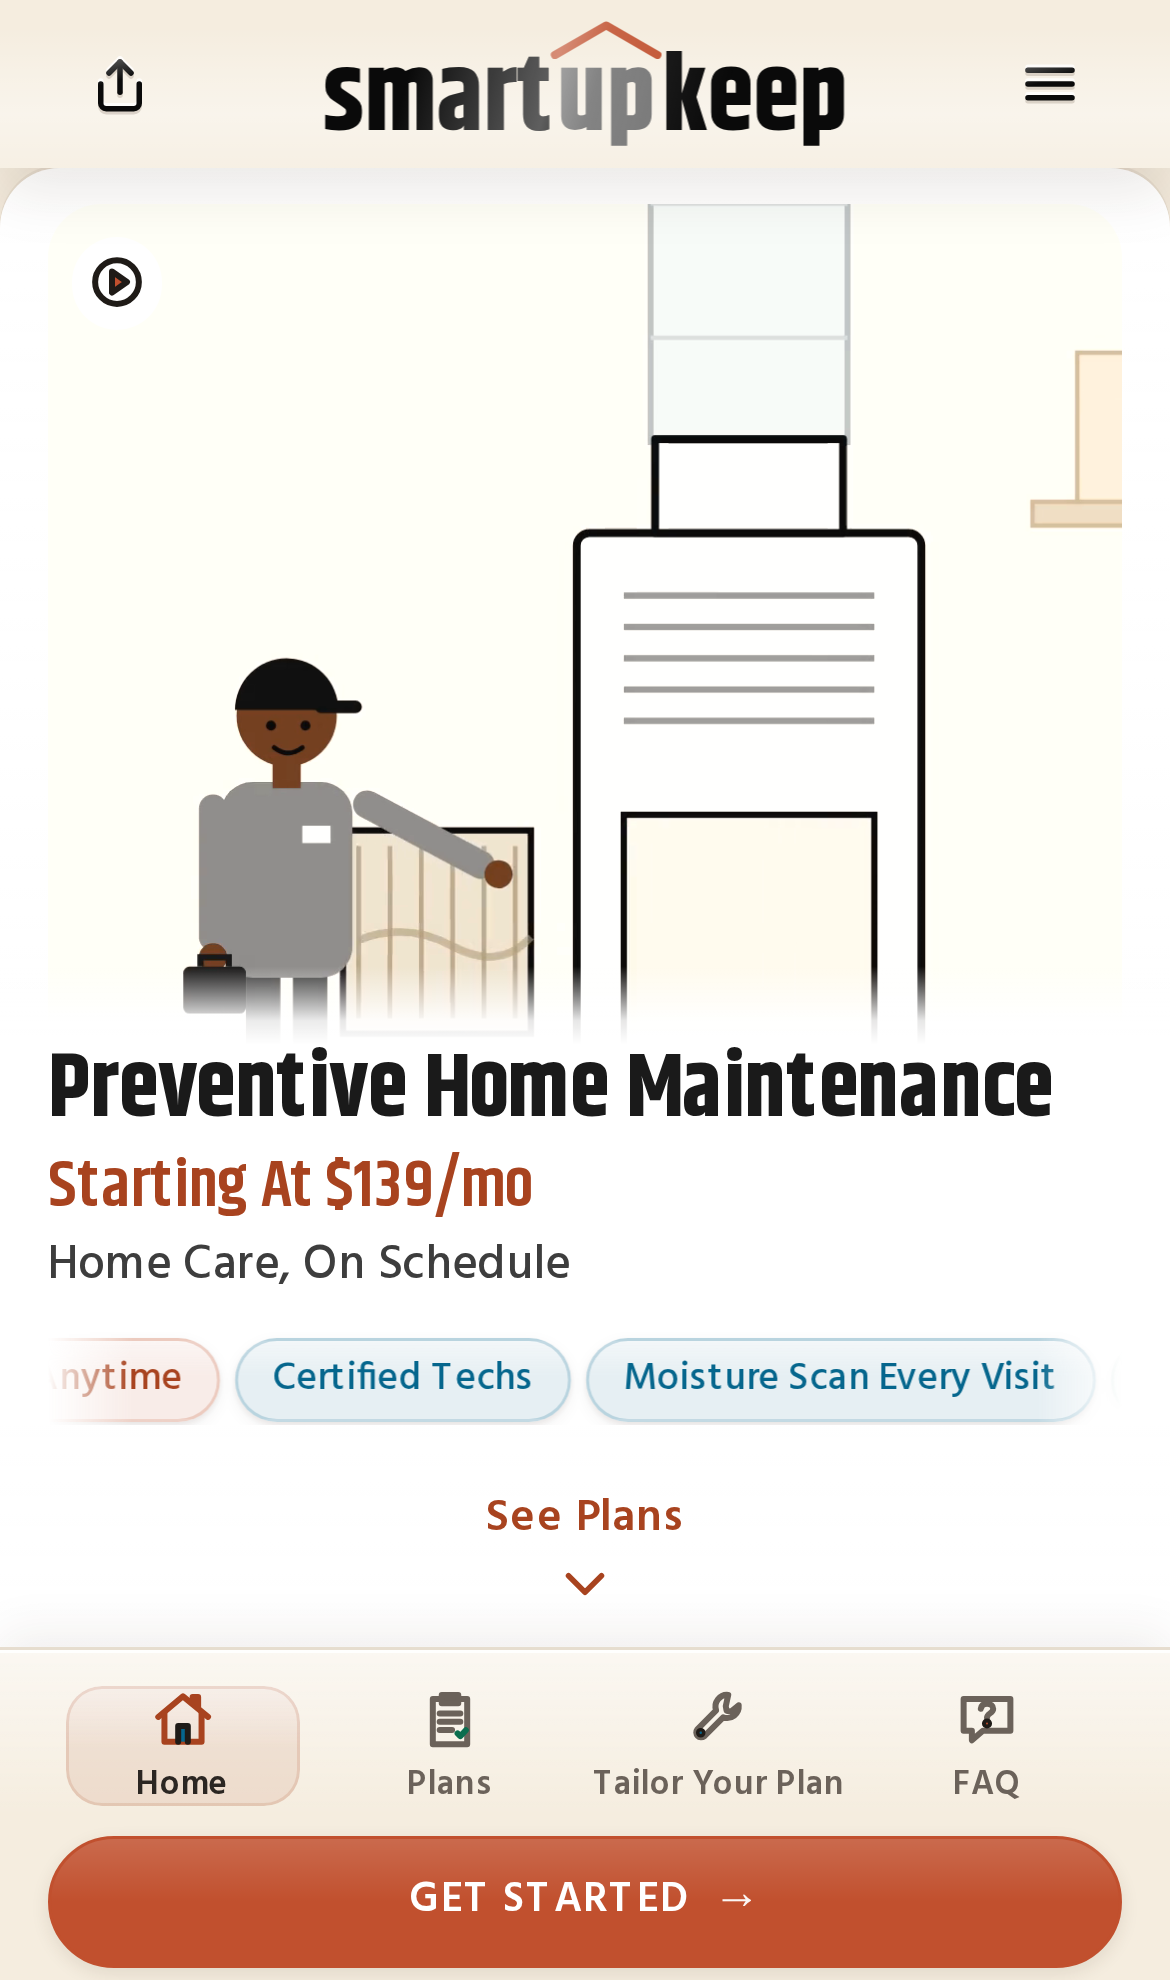 smartupkeep
Preventive Home Maintenance
Starting At $139/mo
Home Care, On Schedule
nytime Certified Techs Moisture Scan Every Visit
See Plans
Home Plans Tailor Your Plan FAQ
GET STARTED →